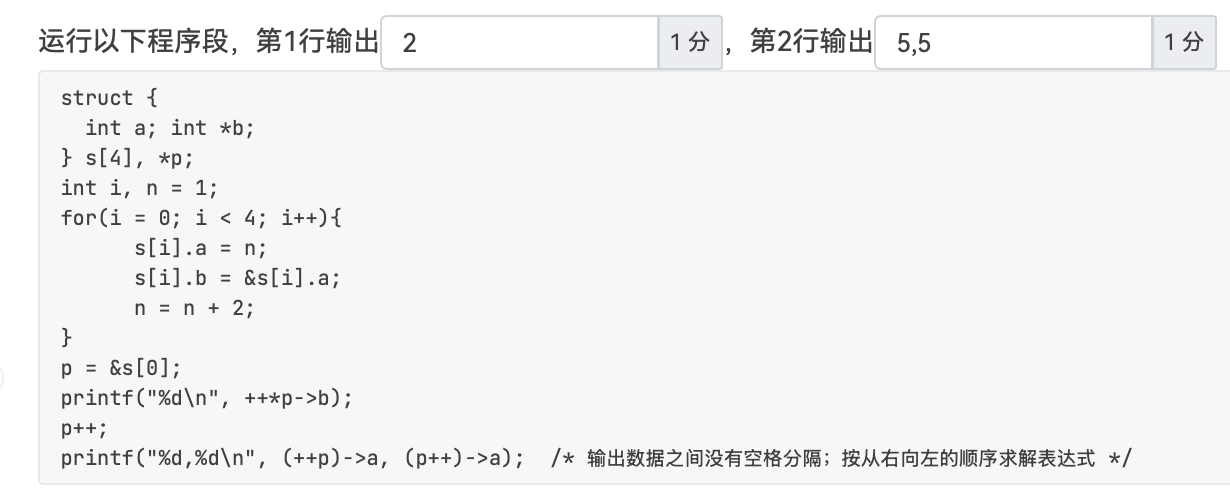 运行以下程序段，第1行输出 2 1 分 ，第2行输出 5,5 1 分
struct {
  int a; int *b;
} s[4], *p;
int i, n = 1;
for(i = 0; i < 4; i++){
      s[i].a = n;
      s[i].b = &s[i].a;
      n = n + 2;
}
p = &s[0];
printf("%d\n", ++*p->b);
p++;
printf("%d,%d\n", (++p)->a, (p++)->a);  /* 输出数据之间没有空格分隔；按从右向左的顺序求解表达式 */